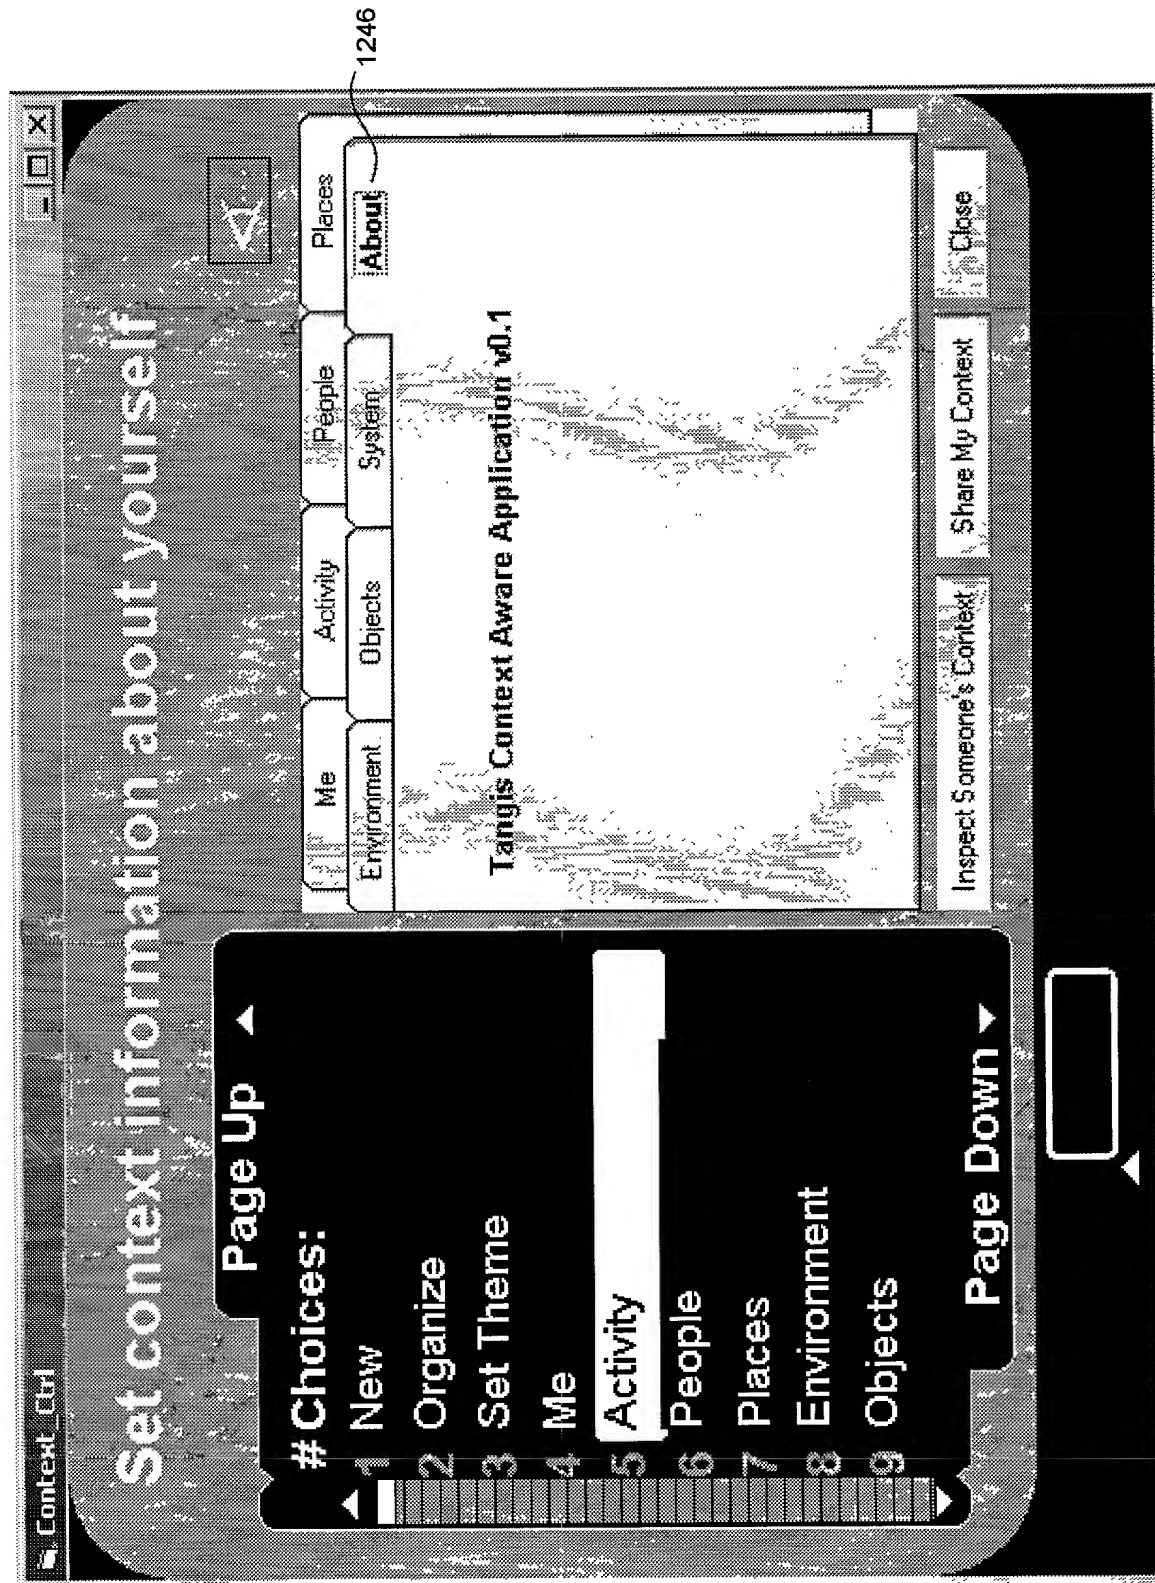 Context_Ctrl
Set context information about yourself
Page Up
# Choices:
1 New
2 Organize
3 Set Theme
4 Me
5 Activity
6 People
7 Places
8 Environment
9 Objects
Page Down
Me Activity People Places
Environment Objects System About
1246
Tangis Context Aware Application v0.1
Inspect Someone's Context Share My Context Close